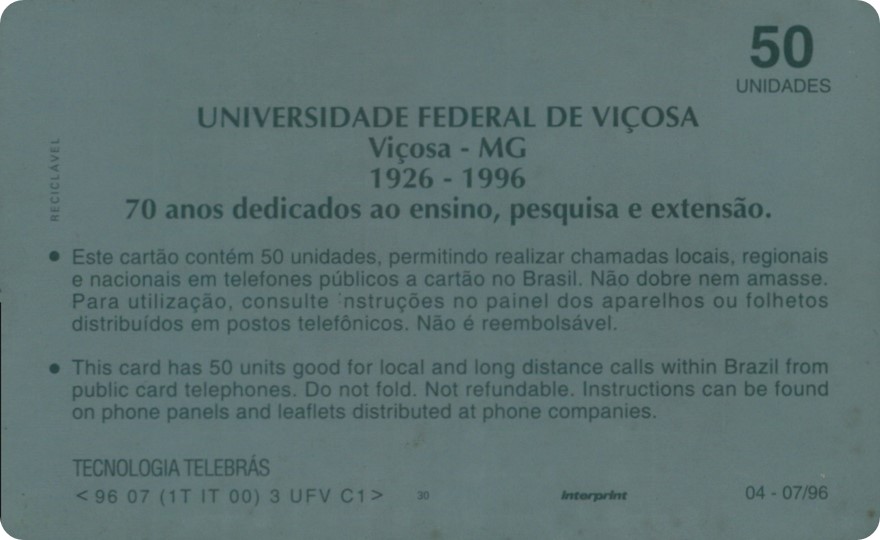 50
UNIDADES
UNIVERSIDADE FEDERAL DE VIÇOSA
Viçosa - MG
1926 - 1996
70 anos dedicados ao ensino, pesquisa e extensão.
RECICLÁVEL
• Este cartão contém 50 unidades, permitindo realizar chamadas locais, regionais
e nacionais em telefones públicos a cartão no Brasil. Não dobre nem amasse.
Para utilização, consulte nstruções no painel dos aparelhos ou folhetos
distribuídos em postos telefônicos. Não é reembolsável.
• This card has 50 units good for local and long distance calls within Brazil from
public card telephones. Do not fold. Not refundable. Instructions can be found
on phone panels and leaflets distributed at phone companies.
TECNOLOGIA TELEBRÁS
<96 07 (1T IT 00) 3 UFV C1> 30 interprint 04 - 07/96